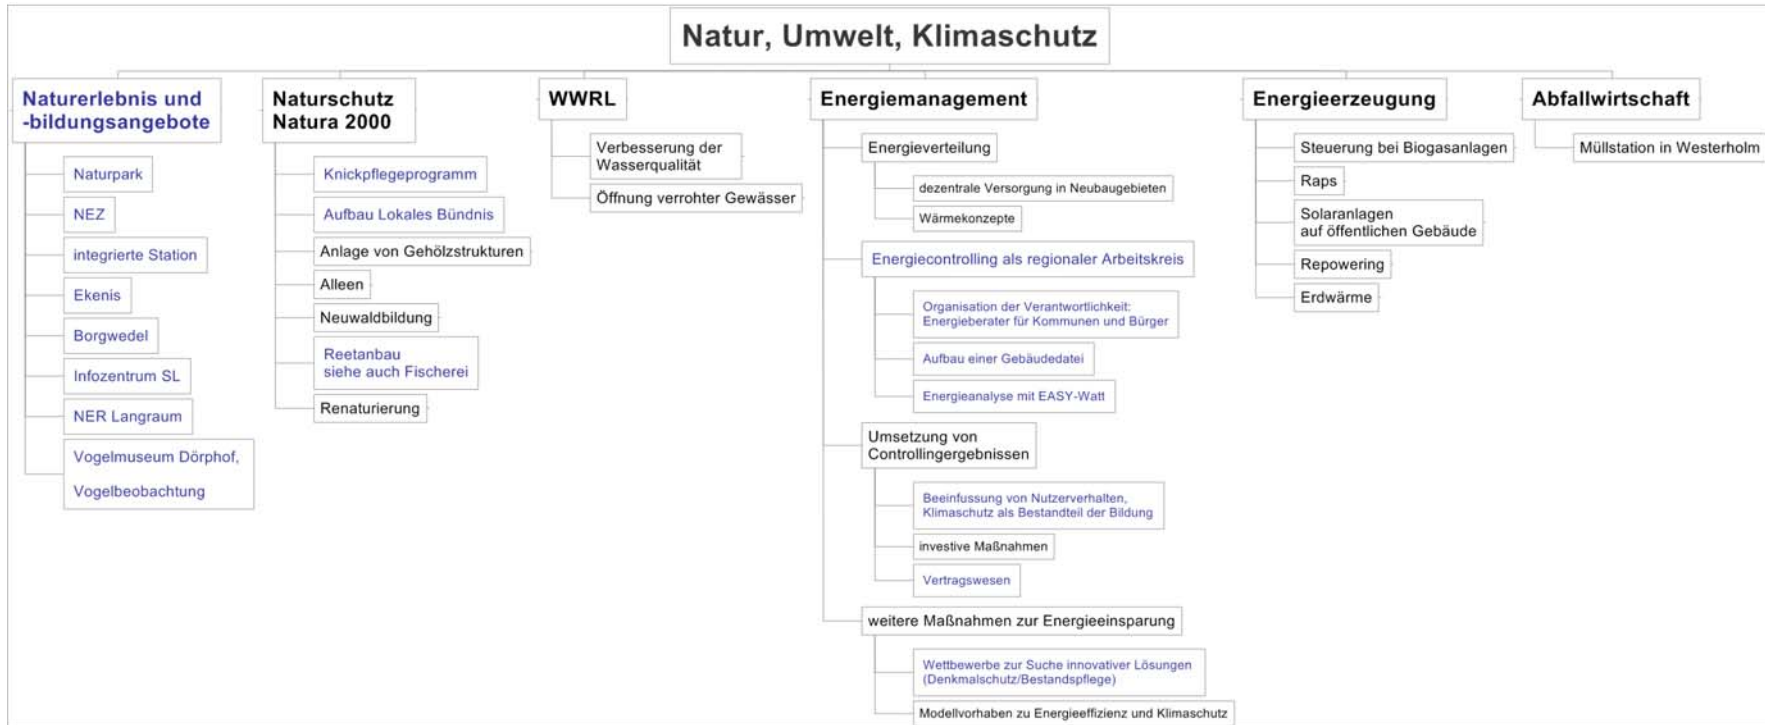 Natur, Umwelt, Klimaschutz
Naturerlebnis und
-bildungsangebote
Naturpark
NEZ
integrierte Station
Ekenis
Borgwedel
Infozentrum SL
NER Langraum
Vogelmuseum Dörphof,
Vogelbeobachtung
Naturschutz
Natura 2000
Knickpflegeprogramm
Aufbau Lokales Bündnis
Anlage von Gehölzstrukturen
Alleen
Neuwaldbildung
Reetanbau
siehe auch Fischerei
Renaturierung
WWRL
Verbesserung der
Wasserqualität
Öffnung verrohter Gewässer
Energiemanagement
Energieverteilung
dezentrale Versorgung in Neubaugebieten
Wärmekonzepte
Energiecontrolling als regionaler Arbeitskreis
Organisation der Verantwortlichkeit:
Energieberater für Kommunen und Bürger
Aufbau einer Gebäudedatei
Energieanalyse mit EASY-Watt
Umsetzung von
Controllingergebnissen
Beeinfussung von Nutzerverhalten,
Klimaschutz als Bestandteil der Bildung
investive Maßnahmen
Vertragswesen
weitere Maßnahmen zur Energieeinsparung
Wettbewerbe zur Suche innovativer Lösungen
(Denkmalschutz/Bestandspflege)
Modellvorhaben zu Energieeffizienz und Klimaschutz
Energieerzeugung
Steuerung bei Biogasanlagen
Raps
Solaranlagen
auf öffentlichen Gebäude
Repowering
Erdwärme
Abfallwirtschaft
Müllstation in Westerholm